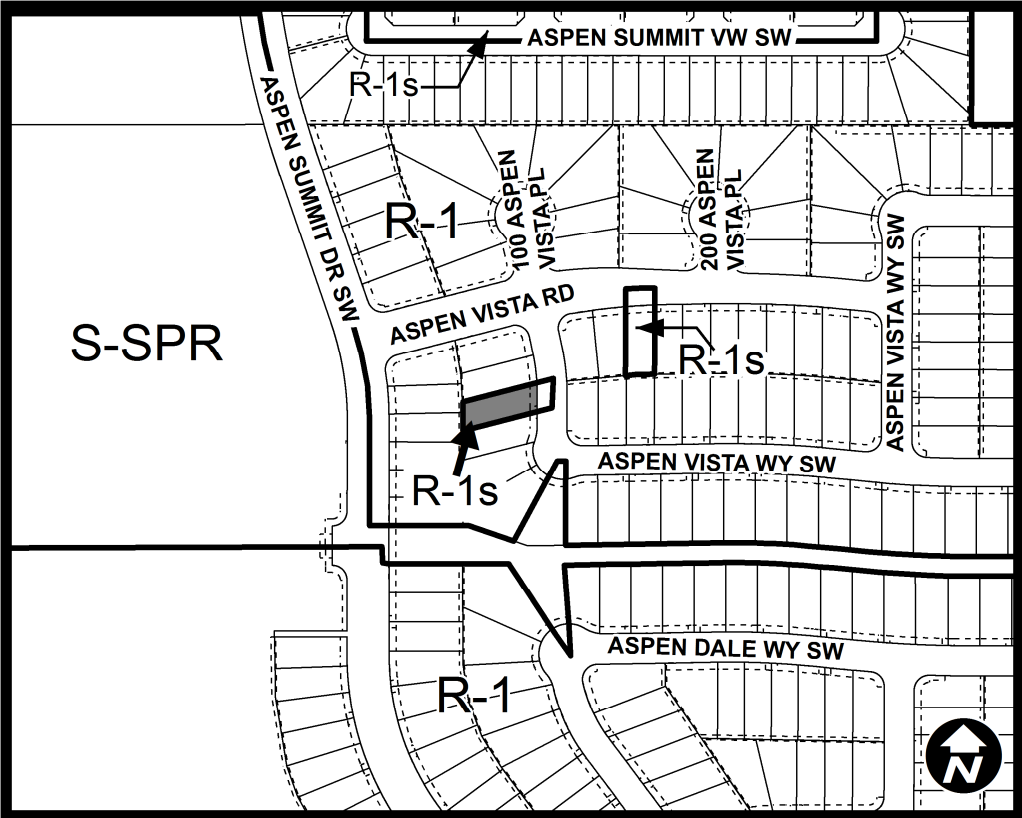 ASPEN SUMMIT VW SW
R-1s
ASPEN SUMMIT DR SW
100 ASPEN
VISTA PL
200 ASPEN
VISTA PL
R-1
ASPEN VISTA WY SW
ASPEN VISTA RD
S-SPR
R-1s
ASPEN VISTA WY SW
R-1s
ASPEN DALE WY SW
R-1
N